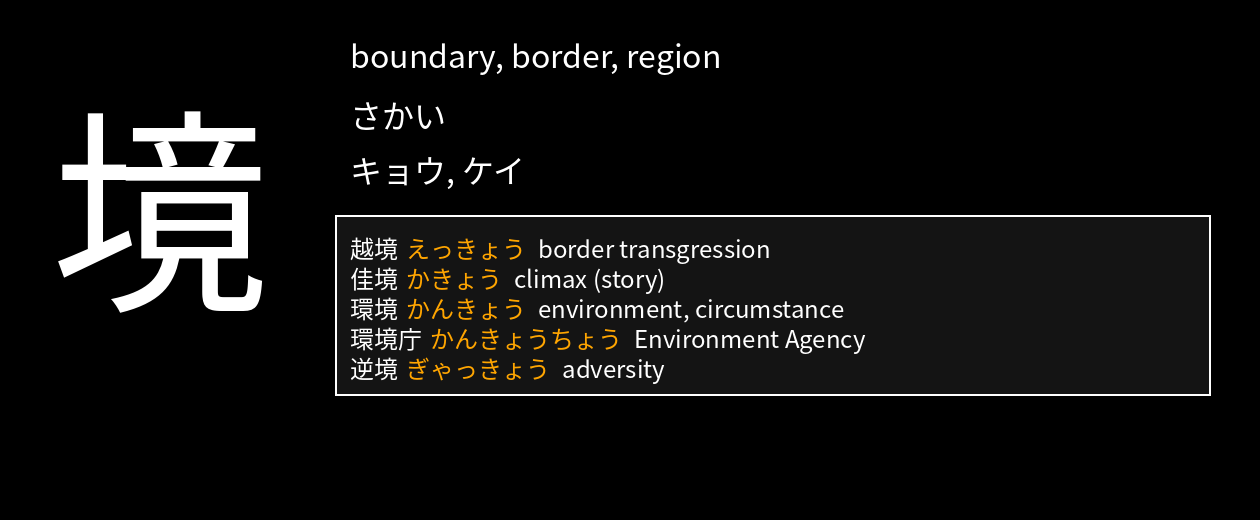 境
boundary, border, region
さかい
キョウ, ケイ
越境 えっきょう border transgression
佳境 かきょう climax (story)
環境 かんきょう environment, circumstance
環境庁 かんきょうちょう Environment Agency
逆境 ぎゃっきょう adversity